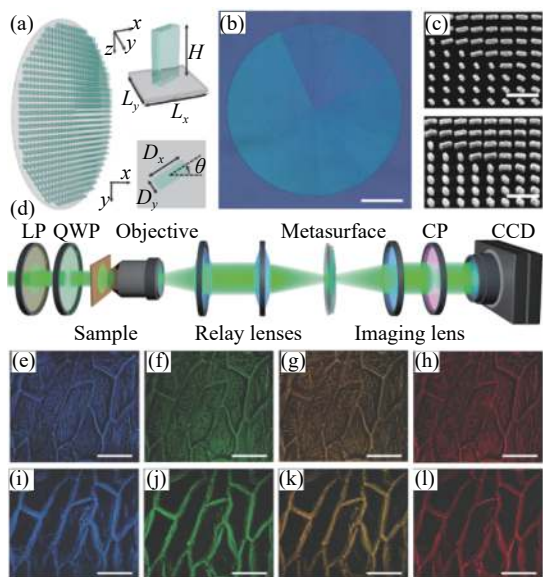 (a)
x
z
y
H
L_y
L_x
(b)
(c)
x
y
D_x
θ
D_y
(d)
LP QWP Objective Metasurface CP CCD
Sample Relay lenses Imaging lens
(e) (f) (g) (h)
(i) (j) (k) (l)